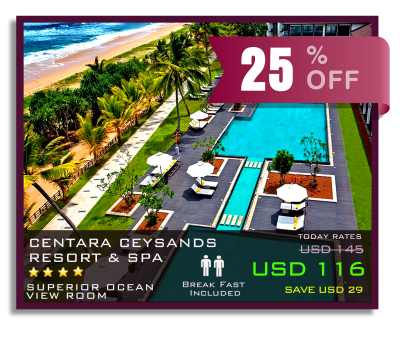 25 % OFF
CENTARA CEYSANDS
RESORT & SPA
SUPERIOR OCEAN
VIEW ROOM
Break Fast
Included
TODAY RATES
USD 145
USD 116
SAVE USD 29